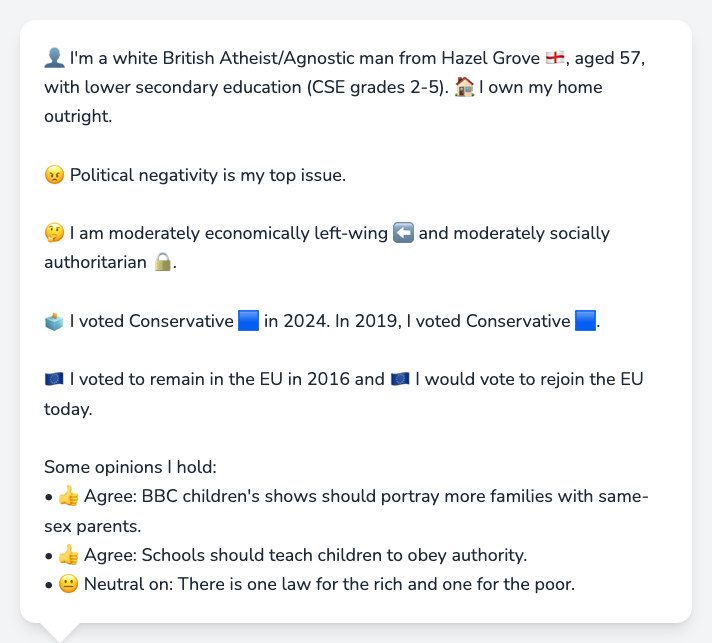 👤 I'm a white British Atheist/Agnostic man from Hazel Grove 🏴󠁧󠁢󠁥󠁮󠁧󠁿, aged 57,
with lower secondary education (CSE grades 2-5). 🏠 I own my home
outright.
😠 Political negativity is my top issue.
🤔 I am moderately economically left-wing ⬅️ and moderately socially
authoritarian 🔒.
🗳️ I voted Conservative 🟦 in 2024. In 2019, I voted Conservative 🟦.
🇪🇺 I voted to remain in the EU in 2016 and 🇪🇺 I would vote to rejoin the EU
today.
Some opinions I hold:
• 👍 Agree: BBC children's shows should portray more families with same-
sex parents.
• 👍 Agree: Schools should teach children to obey authority.
• 😐 Neutral on: There is one law for the rich and one for the poor.